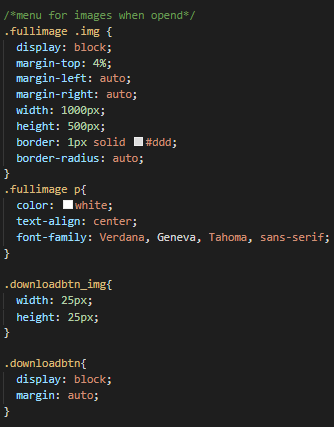 /*menu for images when opend*/
.fullimage .img {
display: block;
margin-top: 4%;
margin-left: auto;
margin-right: auto;
width: 1000px;
height: 500px;
border: 1px solid #ddd;
border-radius: auto;
}
.fullimage p{
color: white;
text-align: center;
font-family: Verdana, Geneva, Tahoma, sans-serif;
}
.downloadbtn_img{
width: 25px;
height: 25px;
}
.downloadbtn{
display: block;
margin: auto;
}